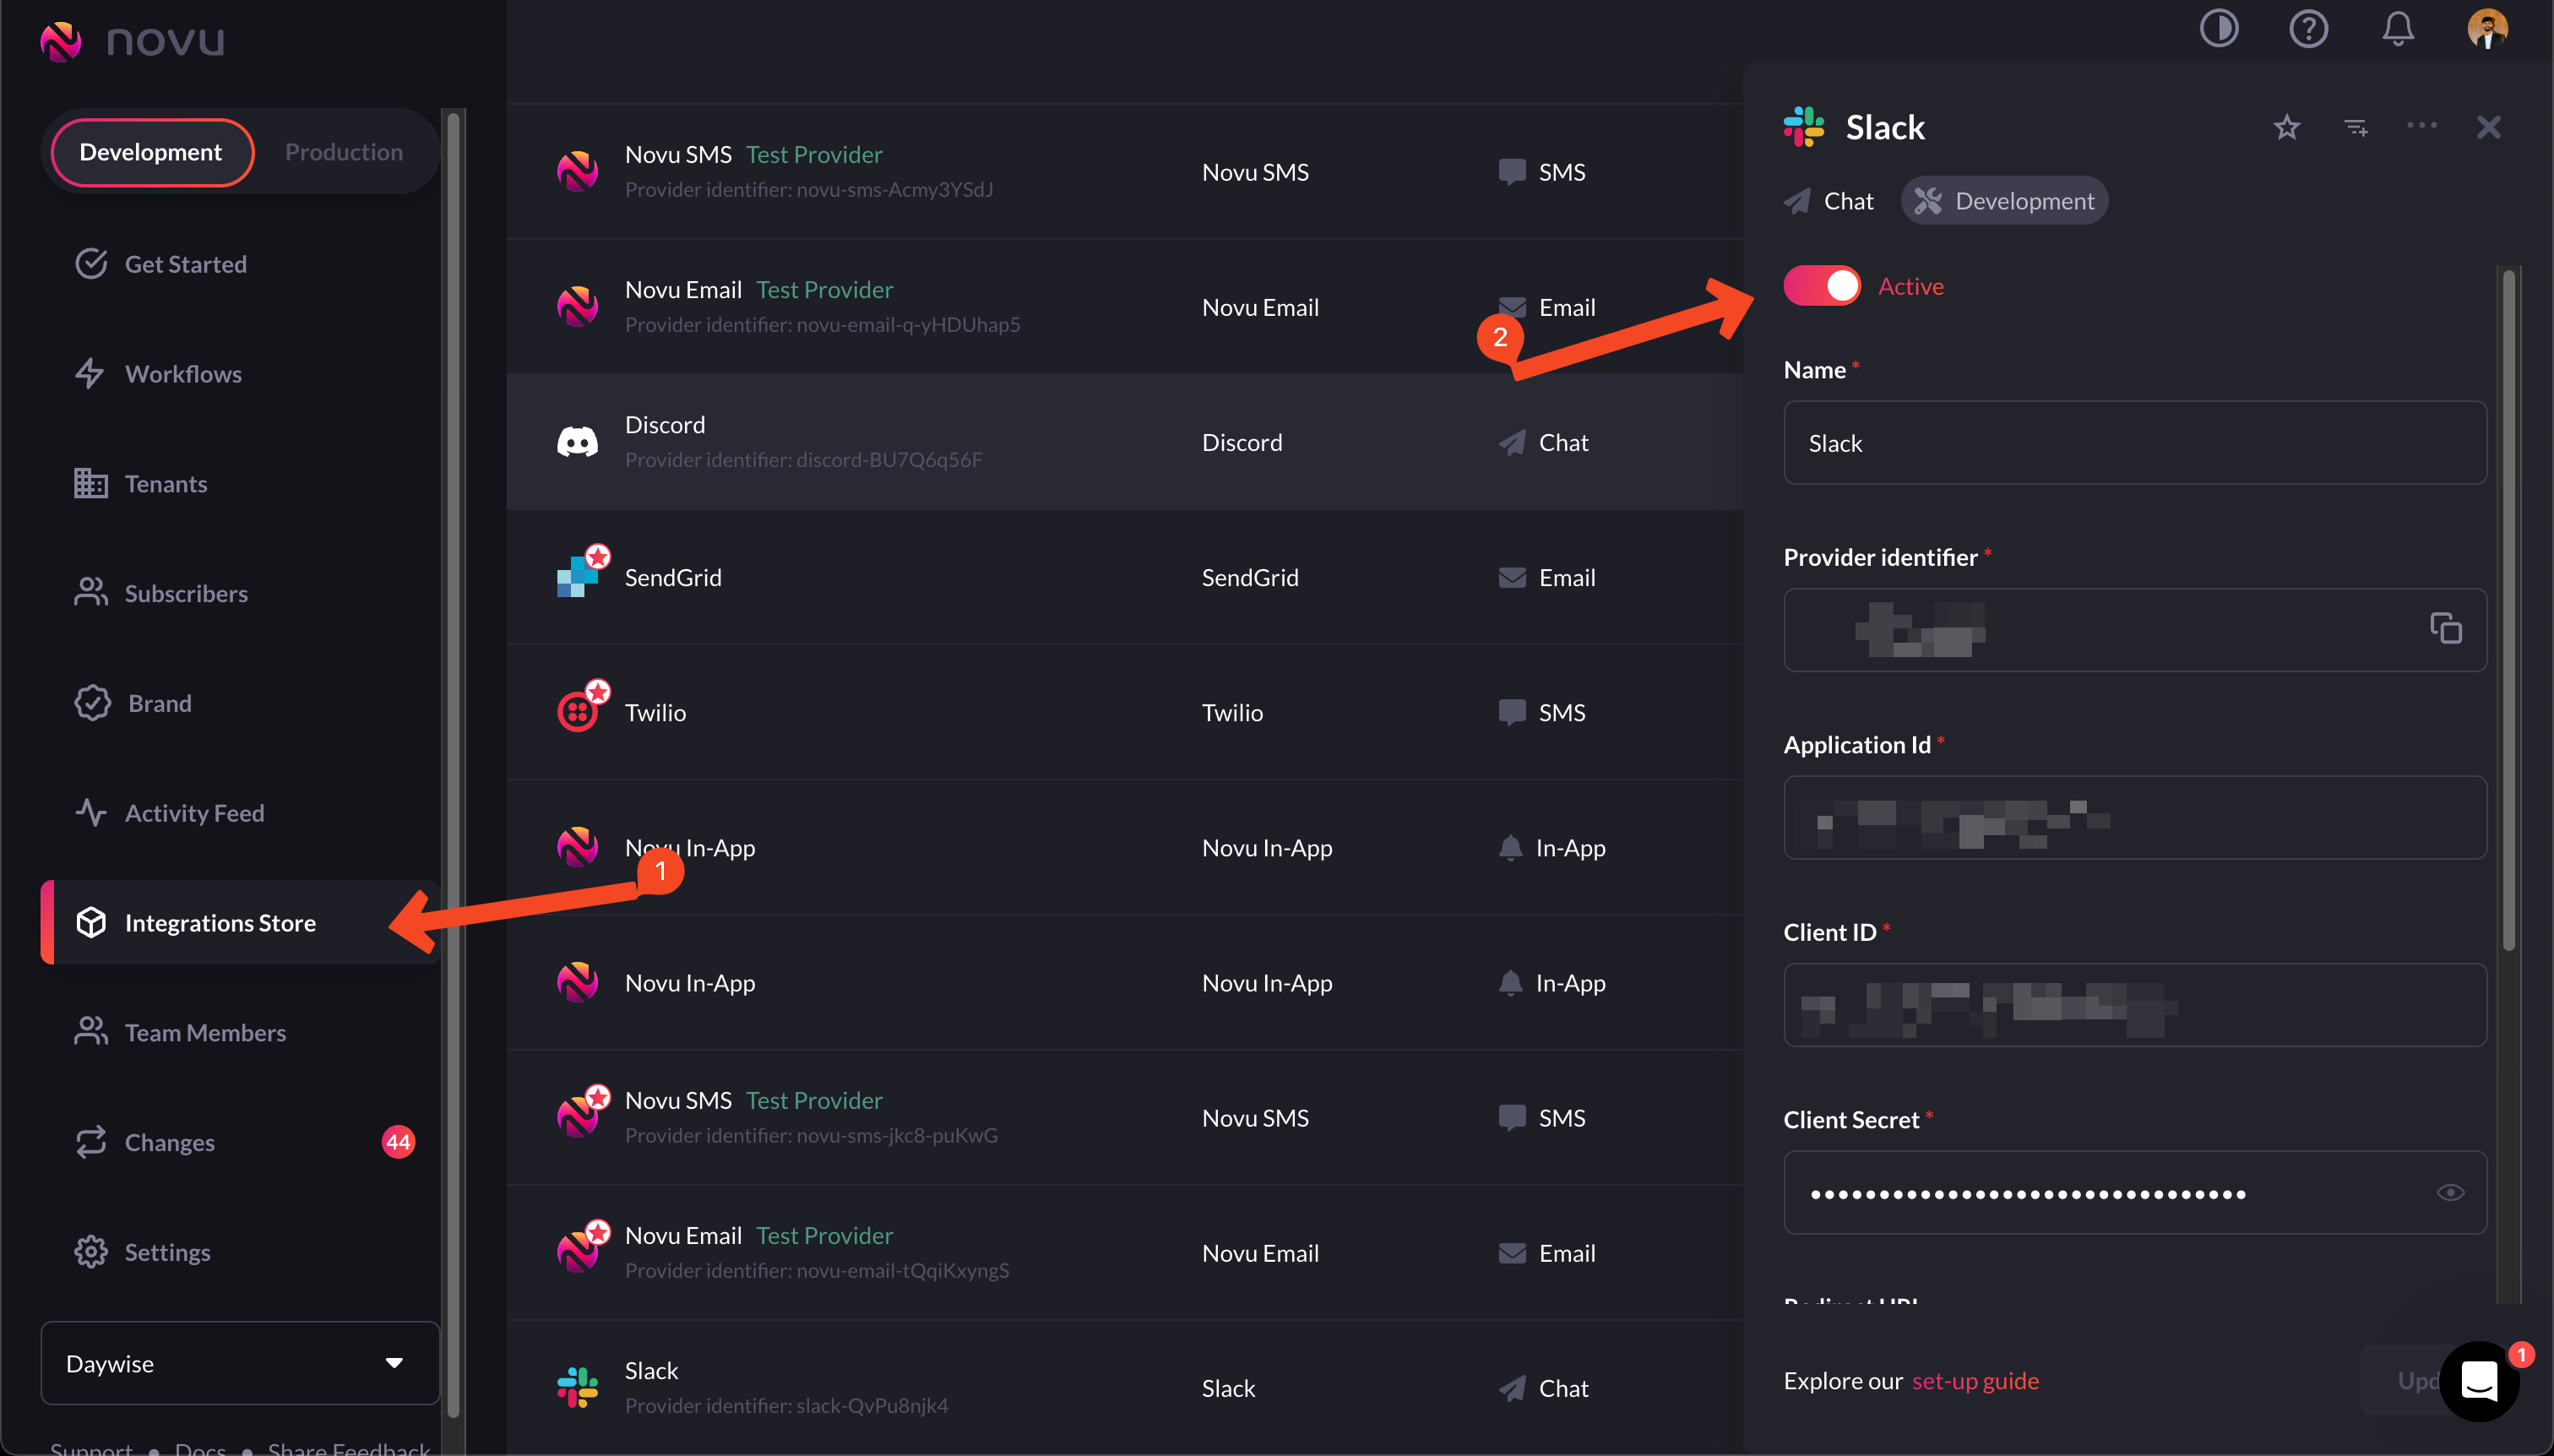 novu
Development Production
Get Started
Workflows
Tenants
Subscribers
Brand
Activity Feed
Integrations Store
Team Members
Changes 44
Settings
Daywise
Support • Docs • Share Feedback
Novu SMS Test Provider
Provider identifier: novu-sms-Acmy3YSdJ
Novu SMS
SMS
Novu Email Test Provider
Provider identifier: novu-email-q-yHDUhap5
Novu Email
Email
2
Discord
Provider identifier: discord-BU7Q6q56F
Discord
Chat
SendGrid
SendGrid
Email
Twilio
Twilio
SMS
Novu In-App
Novu In-App
In-App
1
Novu In-App
Novu In-App
In-App
Novu SMS Test Provider
Provider identifier: novu-sms-jkc8-puKwG
Novu SMS
SMS
Novu Email Test Provider
Provider identifier: novu-email-tQqiKxyngS
Novu Email
Email
Slack
Provider identifier: slack-QvPu8njk4
Slack
Chat
Slack
Chat Development
Active
Name *
Slack
Provider identifier *
Application Id *
Client ID *
Client Secret *
Redirect URL
Explore our set-up guide
1